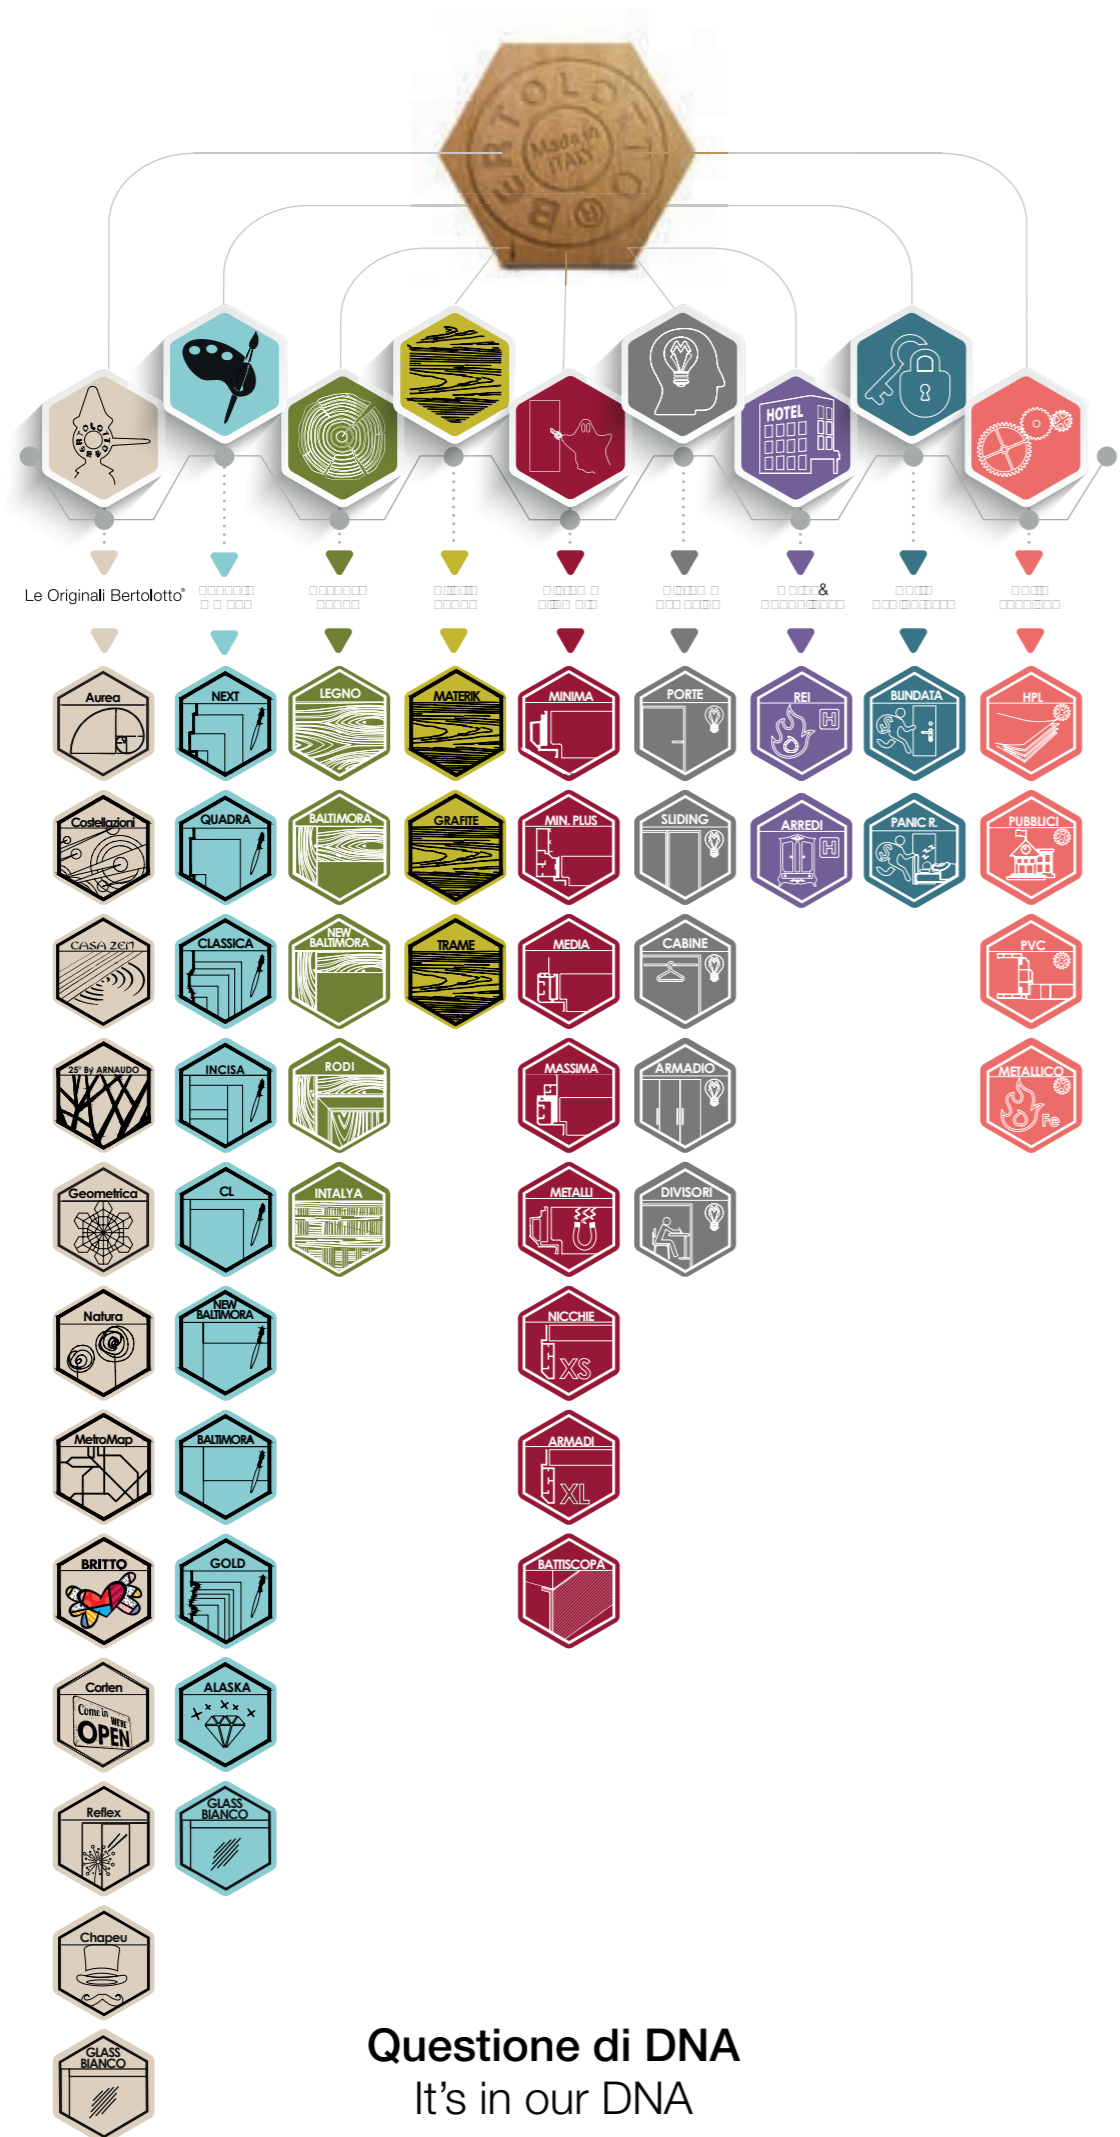 BERTOLOTTO®
Made in
ITALY
HOTEL
BERTOLOTTO
Le Originali Bertolotto®
&
Aurea
NEXT
LEGNO
MATERIK
MINIMA
PORTE
REI
H
BLINDATA
HPL
Costellazioni
QUADRA
BALTIMORA
GRAFITE
MIN. PLUS
SLIDING
ARREDI
H
PANIC R.
PUBBLICI
CASA ZEN
CLASSICA
NEW
BALTIMORA
TRAME
MEDIA
CABINE
PVC
25° By ARNAUDO
INCISA
RODI
MASSIMA
ARMADIO
METALLICO
Fe
Geometrica
CL
INTALYA
METALLI
DIVISORI
Natura
NEW
BALTIMORA
NICCHIE
XS
MetroMap
BALTIMORA
ARMADI
XL
BRITTO
GOLD
BATTISCOPA
Corten
Come in
WE'RE
OPEN
ALASKA
Reflex
GLASS
BIANCO
Chapeu
GLASS
BIANCO
Questione di DNA
It's in our DNA